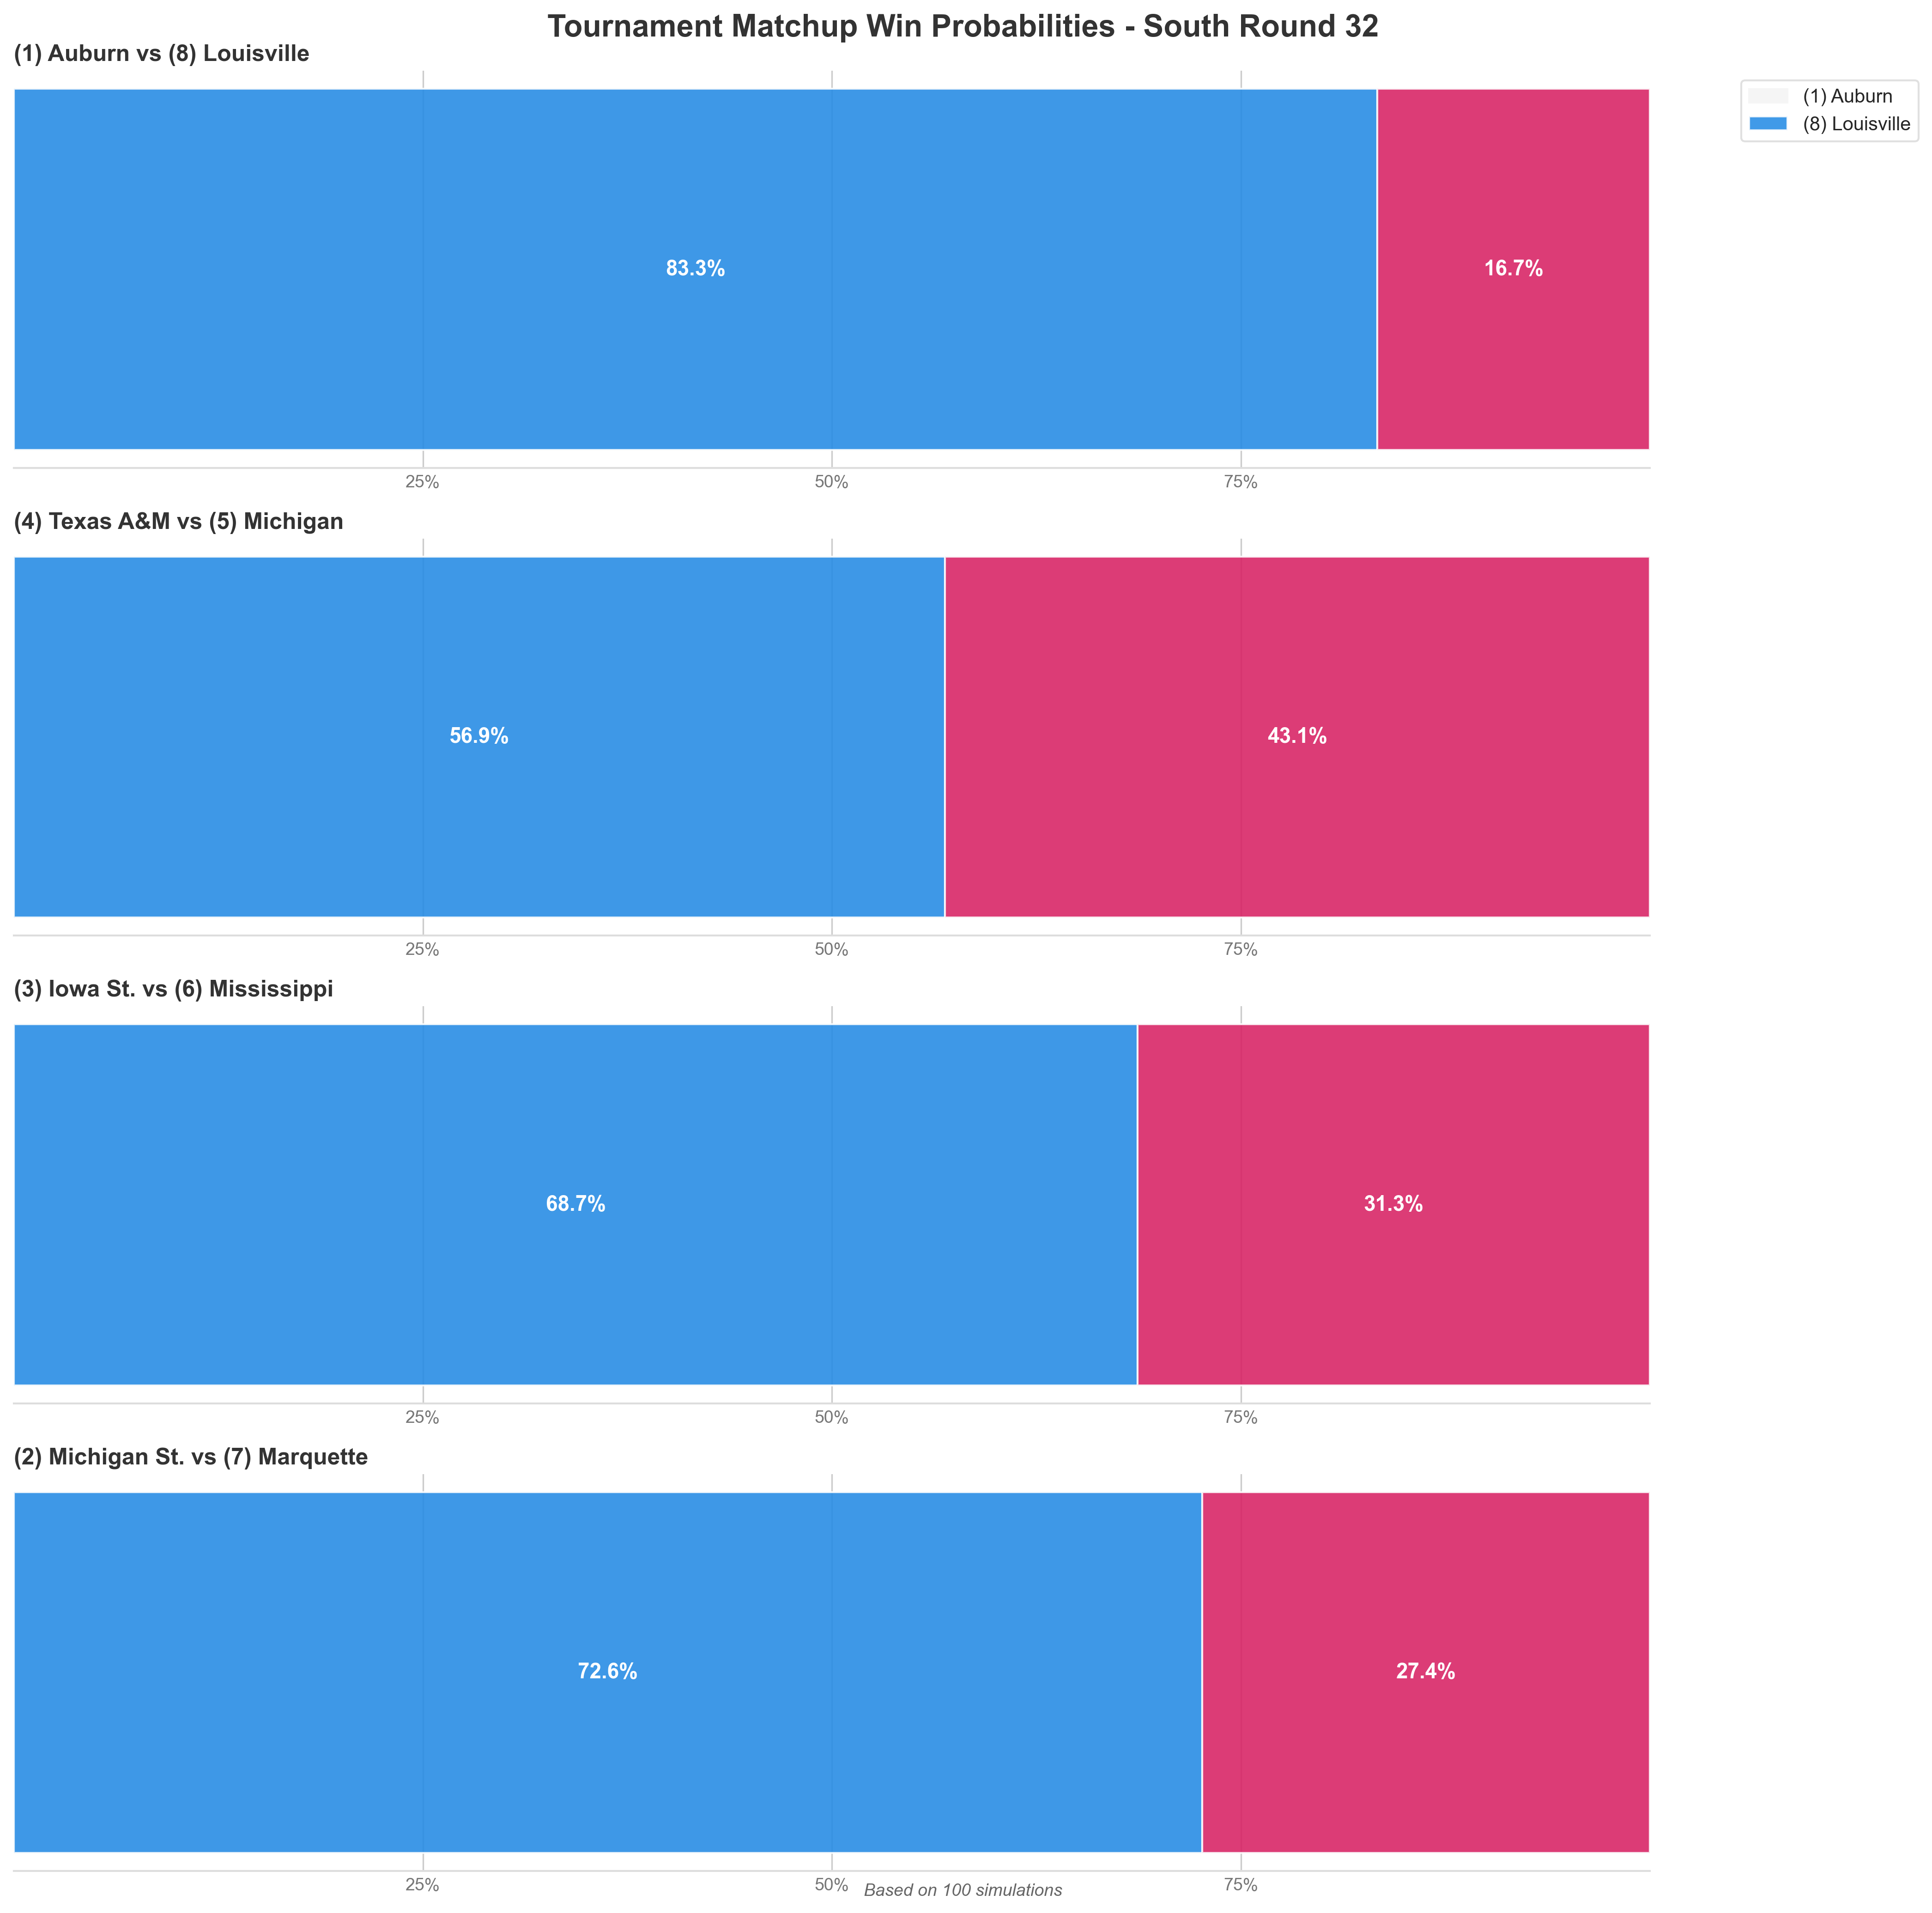 Tournament Matchup Win Probabilities - South Round 32
(1) Auburn vs (8) Louisville
(1) Auburn
(8) Louisville
83.3% 16.7%
25% 50% 75%
(4) Texas A&M vs (5) Michigan
56.9% 43.1%
25% 50% 75%
(3) Iowa St. vs (6) Mississippi
68.7% 31.3%
25% 50% 75%
(2) Michigan St. vs (7) Marquette
72.6% 27.4%
25% 50% 75%
Based on 100 simulations